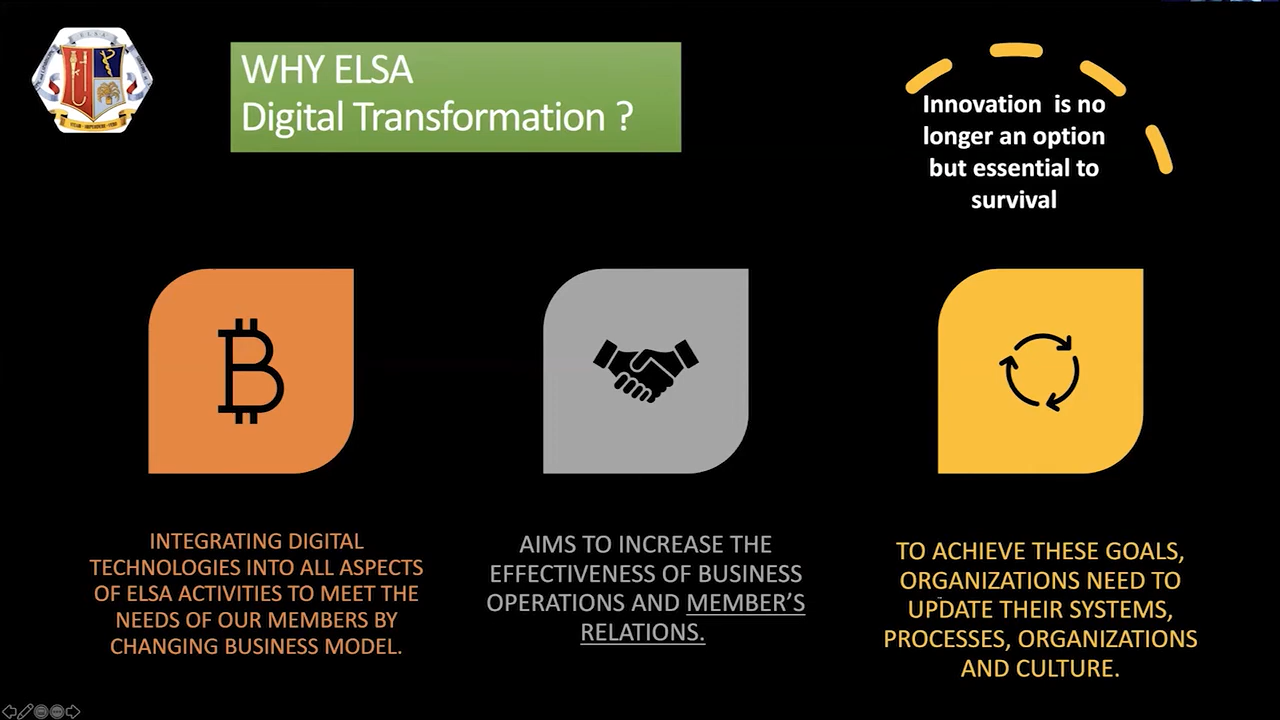 WHY ELSA
Digital Transformation ?
Innovation is no
longer an option
but essential to
survival
INTEGRATING DIGITAL
TECHNOLOGIES INTO ALL ASPECTS
OF ELSA ACTIVITIES TO MEET THE
NEEDS OF OUR MEMBERS BY
CHANGING BUSINESS MODEL.
AIMS TO INCREASE THE
EFFECTIVENESS OF BUSINESS
OPERATIONS AND MEMBER'S
RELATIONS.
TO ACHIEVE THESE GOALS,
ORGANIZATIONS NEED TO
UPDATE THEIR SYSTEMS,
PROCESSES, ORGANIZATIONS
AND CULTURE.